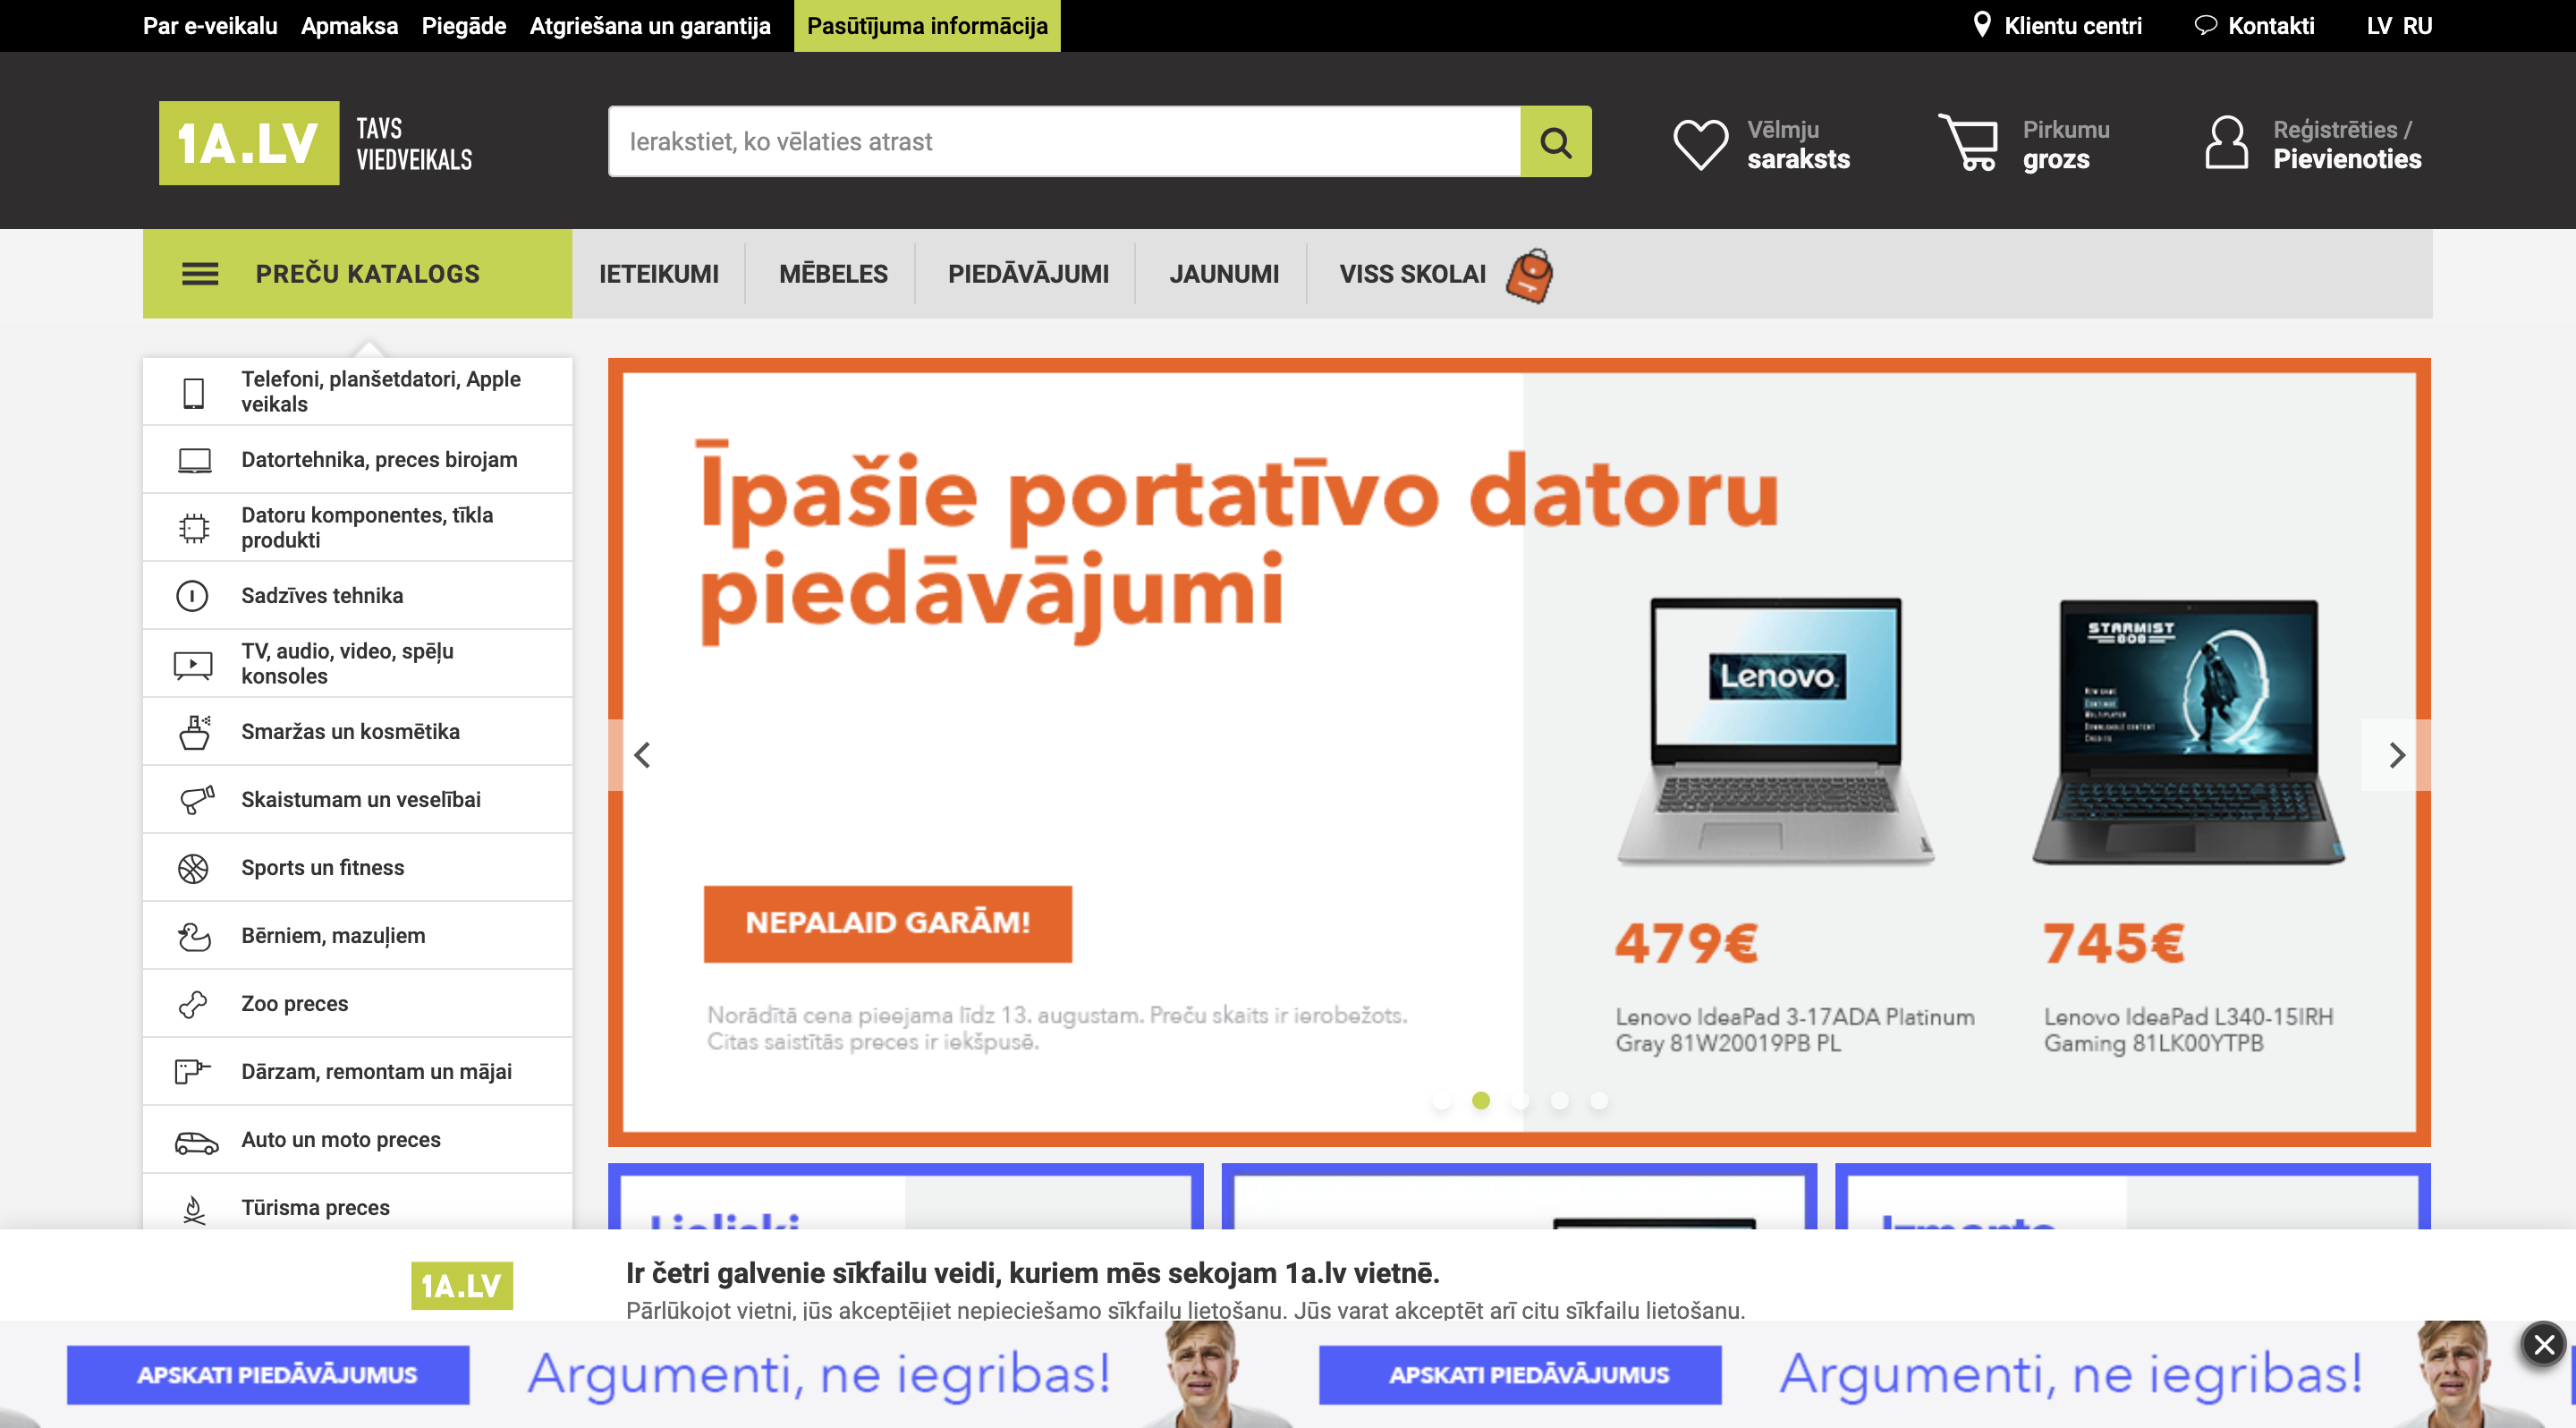 Par e-veikalu Apmaksa Piegāde Atgriešana un garantija Pasūtījuma informācija Klientu centri Kontakti LV RU
1A.LV TAVS VIEDVEIKALS
Ierakstiet, ko vēlaties atrast
Vēlmju saraksts
Pirkumu grozs
Reģistrēties / Pievienoties
PREČU KATALOGS IETEIKUMI MĒBELES PIEDĀVĀJUMI JAUNUMI VISS SKOLAI
Telefoni, planšetdatori, Apple
veikals
Datortehnika, preces birojam
Datoru komponentes, tīkla
produkti
Sadzīves tehnika
TV, audio, video, spēļu
konsoles
Smaržas un kosmētika
Skaistumam un veselībai
Sports un fitness
Bērniem, mazuļiem
Zoo preces
Dārzam, remontam un mājai
Auto un moto preces
Tūrisma preces
Īpašie portatīvo datoru
piedāvājumi
Lenovo
STARMIST
NEPALAID GARĀM!
Norādītā cena pieejama līdz 13. augustam. Preču skaits ir ierobežots.
Citas saistītās preces ir iekšpusē.
479€
Lenovo IdeaPad 3-17ADA Platinum
Gray 81W20019PB PL
745€
Lenovo IdeaPad L340-15IRH
Gaming 81LK00YTPB
1A.LV
Ir četri galvenie sīkfailu veidi, kuriem mēs sekojam 1a.lv vietnē.
Pārlūkojot vietni, jūs akceptējiet nepieciešamo sīkfailu lietošanu. Jūs varat akceptēt arī citu sīkfailu lietošanu.
APSKATI PIEDĀVĀJUMUS Argumenti, ne iegribas! APSKATI PIEDĀVĀJUMUS Argumenti, ne iegribas!